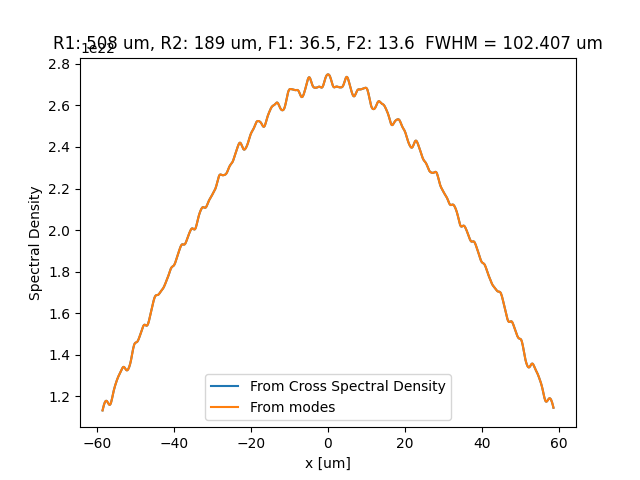 R1: 508 um, R2: 189 um, F1: 36.5, F2: 13.6  FWHM = 102.407 um
1e22
2.8
2.6
2.4
2.2
2.0
1.8
1.6
1.4
1.2
Spectral Density
From Cross Spectral Density
From modes
−60
−40
−20
0
20
40
60
x [um]